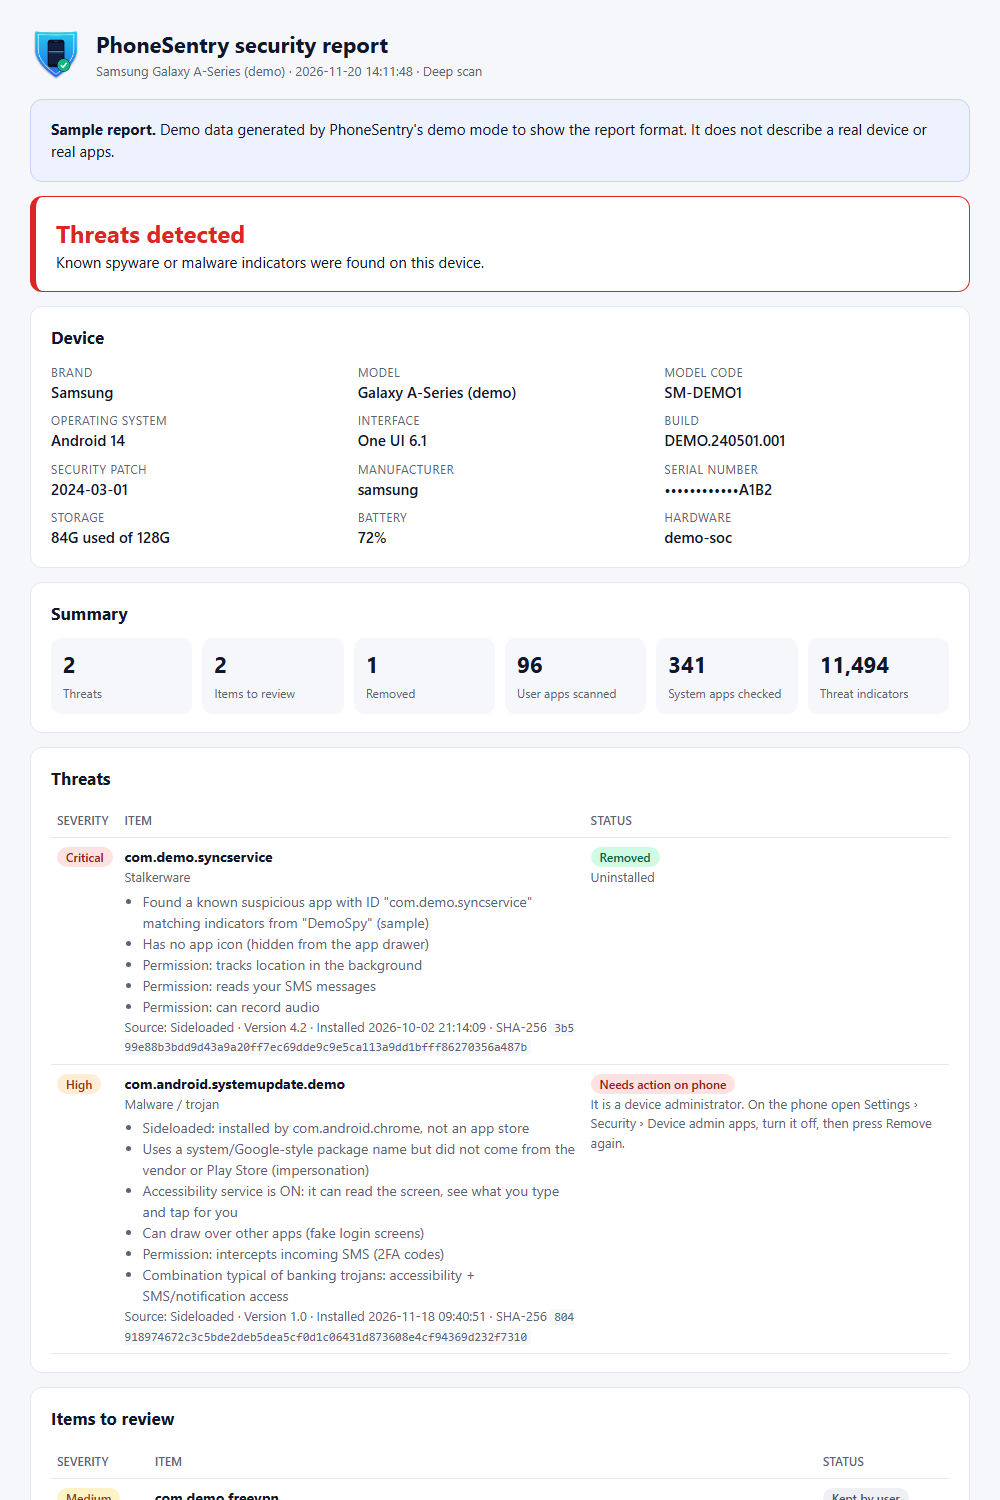 PhoneSentry security report
Samsung Galaxy A-Series (demo) · 2026-11-20 14:11:48 · Deep scan
Sample report. Demo data generated by PhoneSentry's demo mode to show the report format. It does not describe a real device or
real apps.
Threats detected
Known spyware or malware indicators were found on this device.
Device
BRAND
Samsung
MODEL
Galaxy A-Series (demo)
MODEL CODE
SM-DEMO1
OPERATING SYSTEM
Android 14
INTERFACE
One UI 6.1
BUILD
DEMO.240501.001
SECURITY PATCH
2024-03-01
MANUFACTURER
samsung
SERIAL NUMBER
••••••••••••A1B2
STORAGE
84G used of 128G
BATTERY
72%
HARDWARE
demo-soc
Summary
2
Threats
2
Items to review
1
Removed
96
User apps scanned
341
System apps checked
11,494
Threat indicators
Threats
SEVERITY ITEM STATUS
Critical
com.demo.syncservice
Stalkerware
• Found a known suspicious app with ID "com.demo.syncservice"
matching indicators from "DemoSpy" (sample)
• Has no app icon (hidden from the app drawer)
• Permission: tracks location in the background
• Permission: reads your SMS messages
• Permission: can record audio
Source: Sideloaded · Version 4.2 · Installed 2026-10-02 21:14:09 · SHA-256 3b5
99e88b3bdd9d43a9a20ff7ec69dde9c9e5ca113a9dd1bfff86270356a487b
Removed
Uninstalled
High
com.android.systemupdate.demo
Malware / trojan
• Sideloaded: installed by com.android.chrome, not an app store
• Uses a system/Google-style package name but did not come from the
vendor or Play Store (impersonation)
• Accessibility service is ON: it can read the screen, see what you type
and tap for you
• Can draw over other apps (fake login screens)
• Permission: intercepts incoming SMS (2FA codes)
• Combination typical of banking trojans: accessibility +
SMS/notification access
Source: Sideloaded · Version 1.0 · Installed 2026-11-18 09:40:51 · SHA-256 804
918974672c3c5bde2deb5dea5cf0d1c06431d873608e4cf94369d232f7310
Needs action on phone
It is a device administrator. On the phone open Settings ›
Security › Device admin apps, turn it off, then press Remove
again.
Items to review
SEVERITY ITEM STATUS
Medium com.demo.freevpn Kept by user